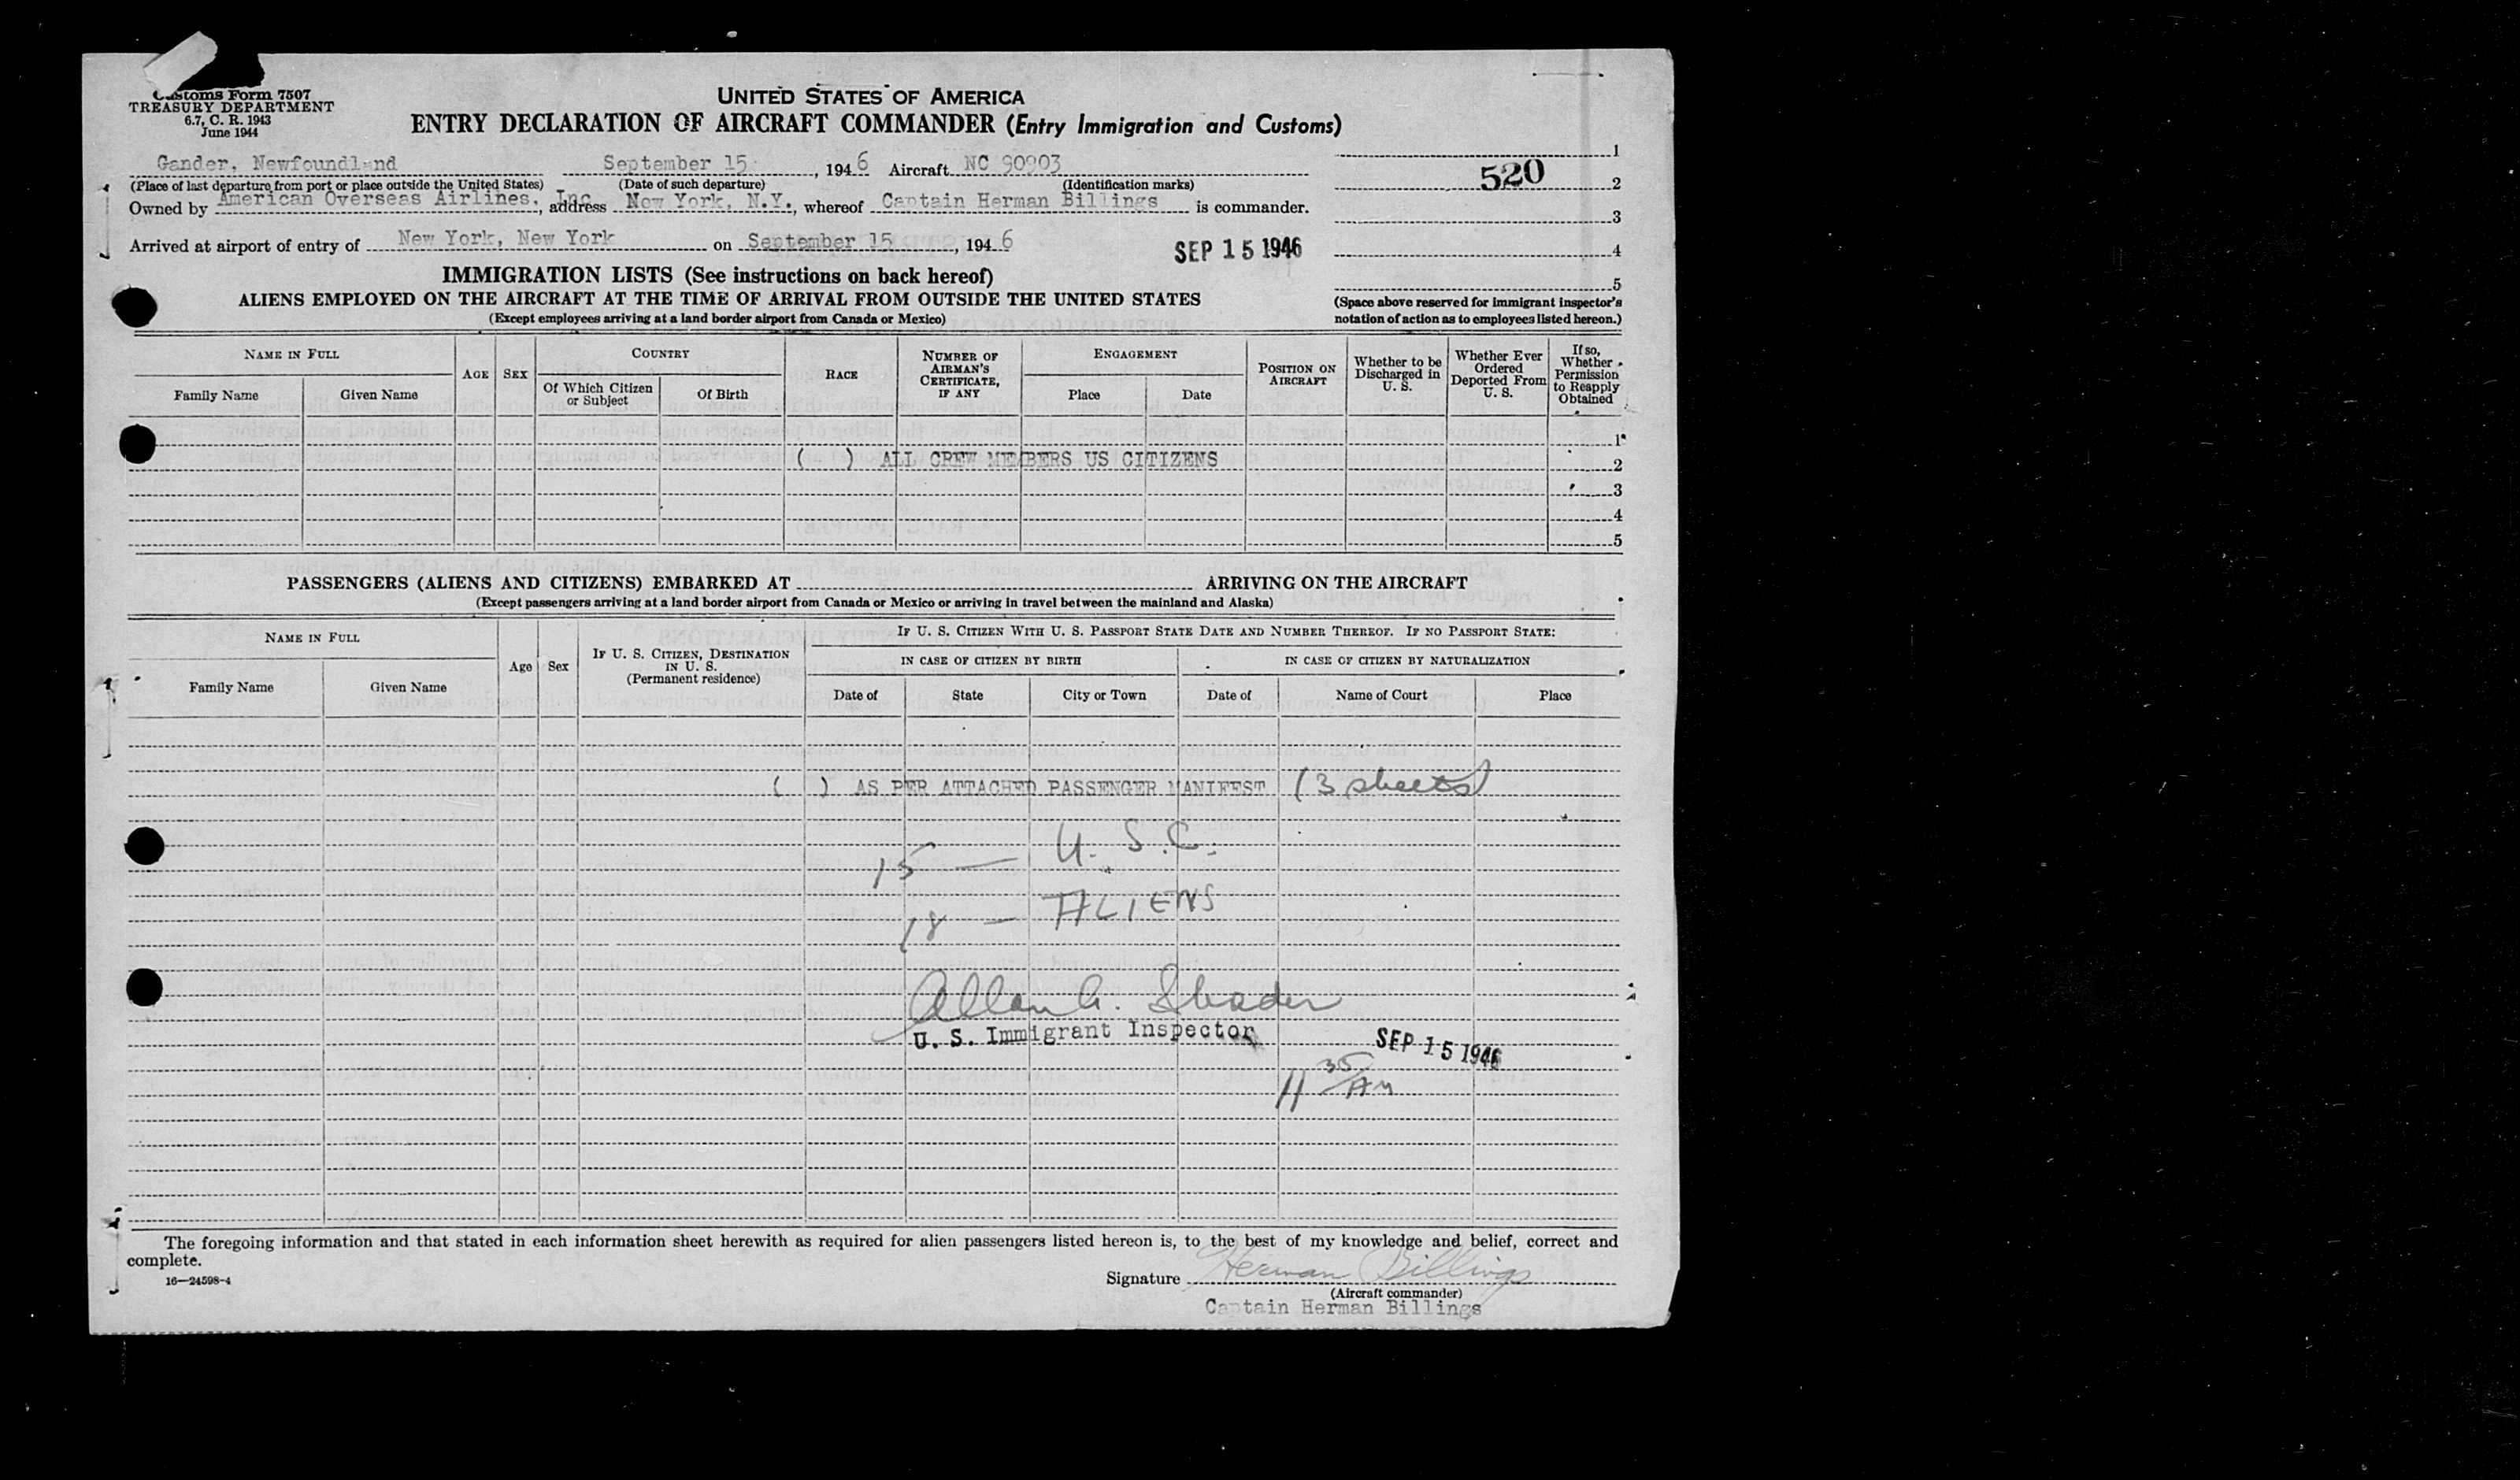 Customs Form 7507
TREASURY DEPARTMENT
6.7, C. R. 1943
June 1944
UNITED STATES OF AMERICA
ENTRY DECLARATION OF AIRCRAFT COMMANDER (Entry Immigration and Customs)
Gander, Newfoundland September 15, 1946 Aircraft NC 90903
(Place of last departure from port or place outside the United States) (Date of such departure) (Identification marks)
Owned by American Overseas Airlines, Inc, address New York, N.Y., whereof Captain Herman Billings is commander.
Arrived at airport of entry of New York, New York on September 15, 1946
SEP 15 1946
1
520
2
3
4
5
(Space above reserved for immigrant inspector's
notation of action as to employees listed hereon.)
IMMIGRATION LISTS (See instructions on back hereof)
ALIENS EMPLOYED ON THE AIRCRAFT AT THE TIME OF ARRIVAL FROM OUTSIDE THE UNITED STATES
(Except employees arriving at a land border airport from Canada or Mexico)
NAME IN FULL
Family Name Given Name
AGE
SEX
COUNTRY
Of Which Citizen
or Subject
Of Birth
RACE
NUMBER OF
AIRMAN'S
CERTIFICATE,
IF ANY
ENGAGEMENT
Place Date
POSITION ON
AIRCRAFT
Whether to be
Discharged in
U. S.
Whether Ever
Ordered
Deported From
U. S.
If so,
Whether
Permission
to Reapply
Obtained
1
( ) ALL CREW MEMBERS US CITIZENS 2
3
4
5
PASSENGERS (ALIENS AND CITIZENS) EMBARKED AT ARRIVING ON THE AIRCRAFT
(Except passengers arriving at a land border airport from Canada or Mexico or arriving in travel between the mainland and Alaska)
NAME IN FULL
Family Name Given Name
Age
Sex
IF U. S. CITIZEN, DESTINATION
IN U. S.
(Permanent residence)
IF U. S. CITIZEN WITH U. S. PASSPORT STATE DATE AND NUMBER THEREOF. IF NO PASSPORT STATE:
IN CASE OF CITIZEN BY BIRTH IN CASE OF CITIZEN BY NATURALIZATION
Date of State City or Town Date of Name of Court Place
( ) AS PER ATTACHED PASSENGER MANIFEST (3 sheets)
15 — U. S. C.
18 — ALIENS
Allan G. Shader
U. S. Immigrant Inspector
SEP 15 1946
11 35 AM
The foregoing information and that stated in each information sheet herewith as required for alien passengers listed hereon is, to the best of my knowledge and belief, correct and
complete.
16—24598-4
Signature Herman Billings
(Aircraft commander)
Captain Herman Billings